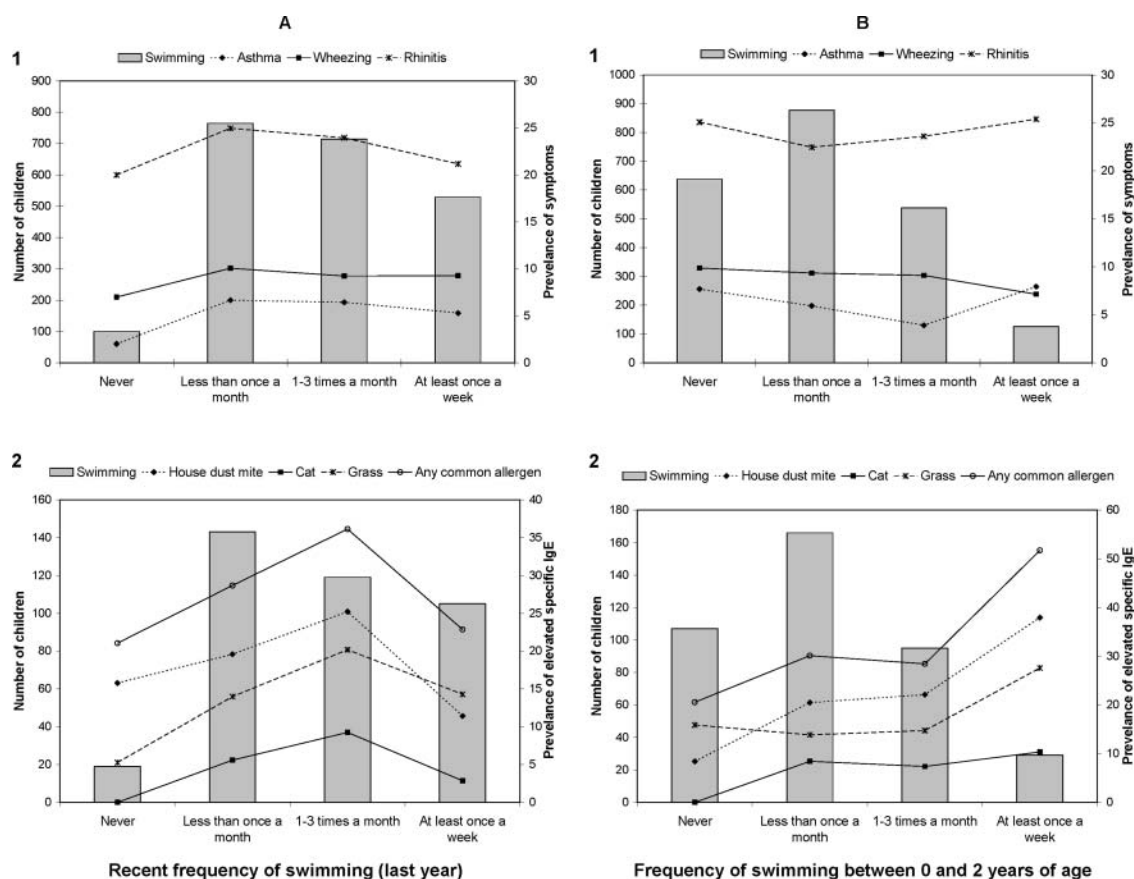 A
1
Swimming Asthma Wheezing Rhinitis
900
800
700
600
500
400
300
200
100
0
Number of children
30
25
20
15
10
5
0
Prevelance of symptoms
Never
Less than once a
month
1-3 times a month
At least once a
week
B
1
Swimming Asthma Wheezing Rhinitis
1000
900
800
700
600
500
400
300
200
100
0
Number of children
30
25
20
15
10
5
0
Prevelance of symptoms
Never
Less than once a
month
1-3 times a month
At least once a
week
2
Swimming House dust mite Cat Grass Any common allergen
160
140
120
100
80
60
40
20
0
Number of children
40
35
30
25
20
15
10
5
0
Prevelance of elevated specific IgE
Never
Less than once a
month
1-3 times a month
At least once a
week
Recent frequency of swimming (last year)
2
Swimming House dust mite Cat Grass Any common allergen
180
160
140
120
100
80
60
40
20
0
Number of children
60
50
40
30
20
10
0
Prevelance of elevated specific IgE
Never
Less than once a
month
1-3 times a month
At least once a
week
Frequency of swimming between 0 and 2 years of age